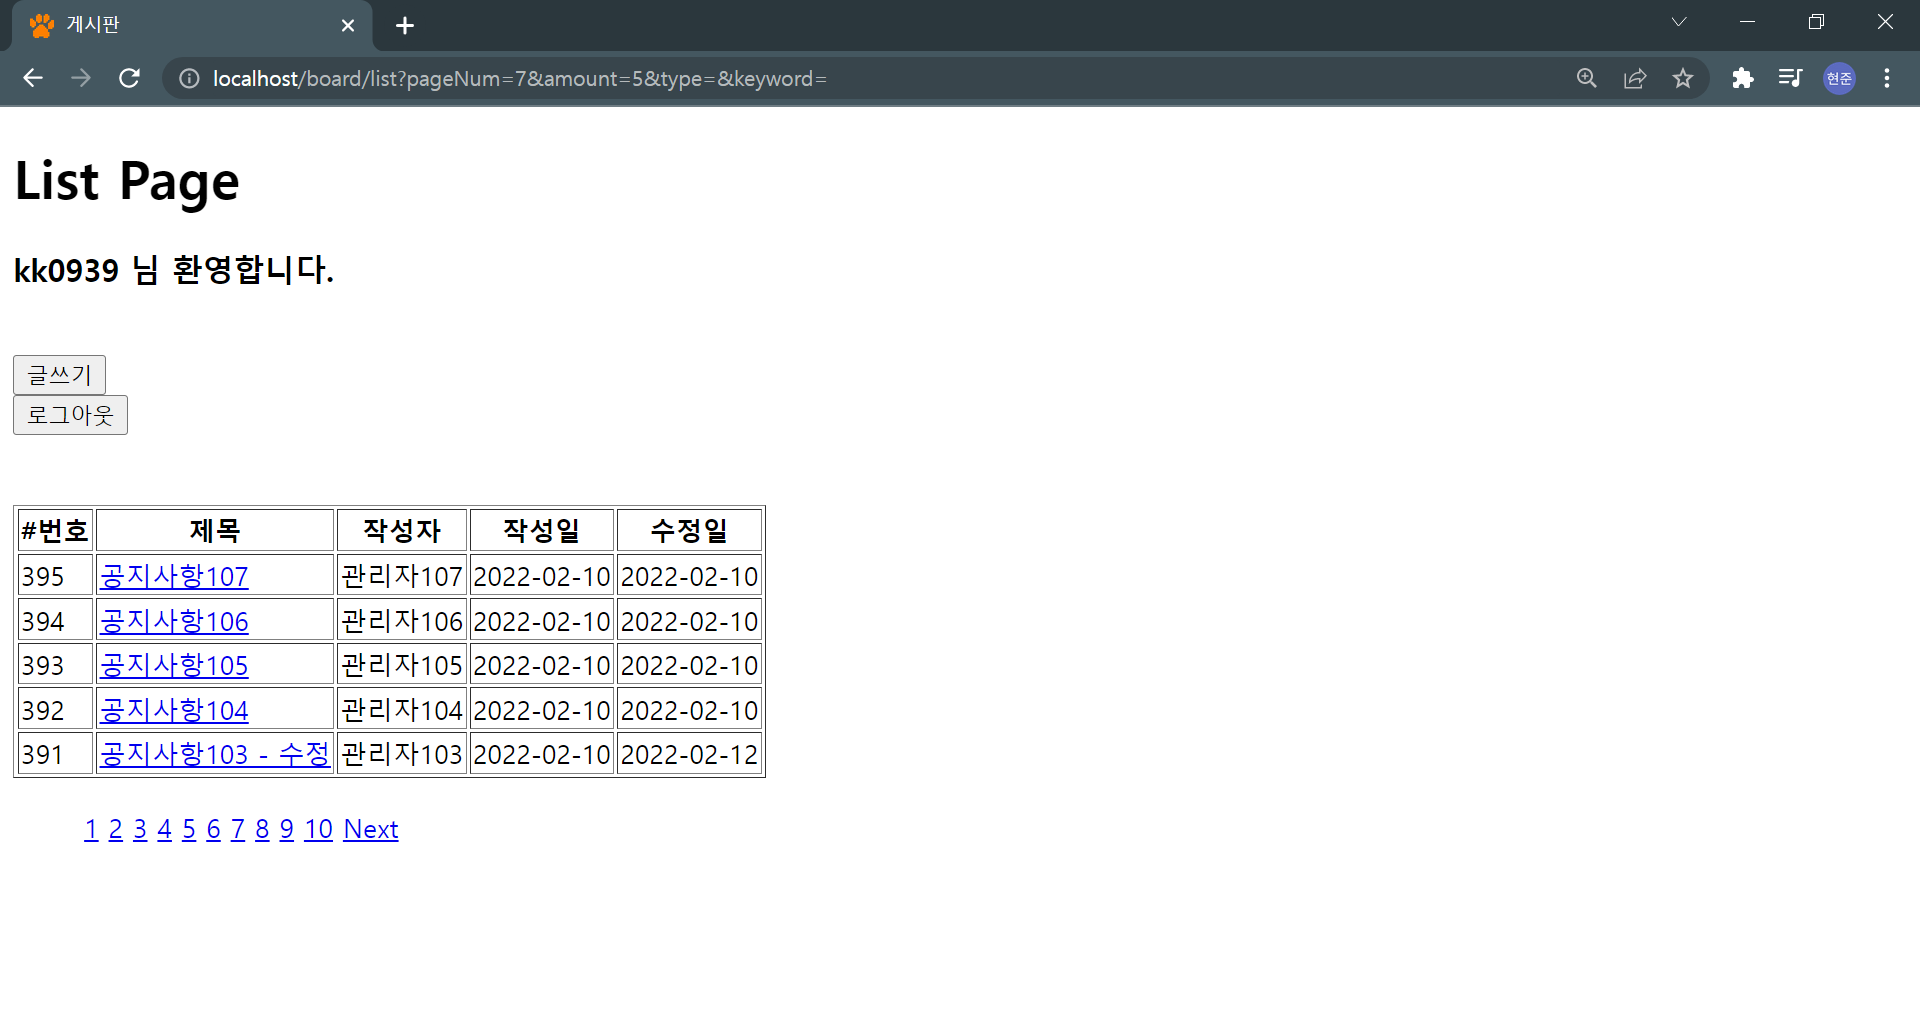 게시판
localhost/board/list?pageNum=7&amount=5&type=&keyword=
현준
List Page
kk0939 님 환영합니다.
글쓰기
로그아웃
#번호 제목 작성자 작성일 수정일
395 공지사항107 관리자107 2022-02-10 2022-02-10
394 공지사항106 관리자106 2022-02-10 2022-02-10
393 공지사항105 관리자105 2022-02-10 2022-02-10
392 공지사항104 관리자104 2022-02-10 2022-02-10
391 공지사항103 - 수정 관리자103 2022-02-10 2022-02-12
1 2 3 4 5 6 7 8 9 10 Next